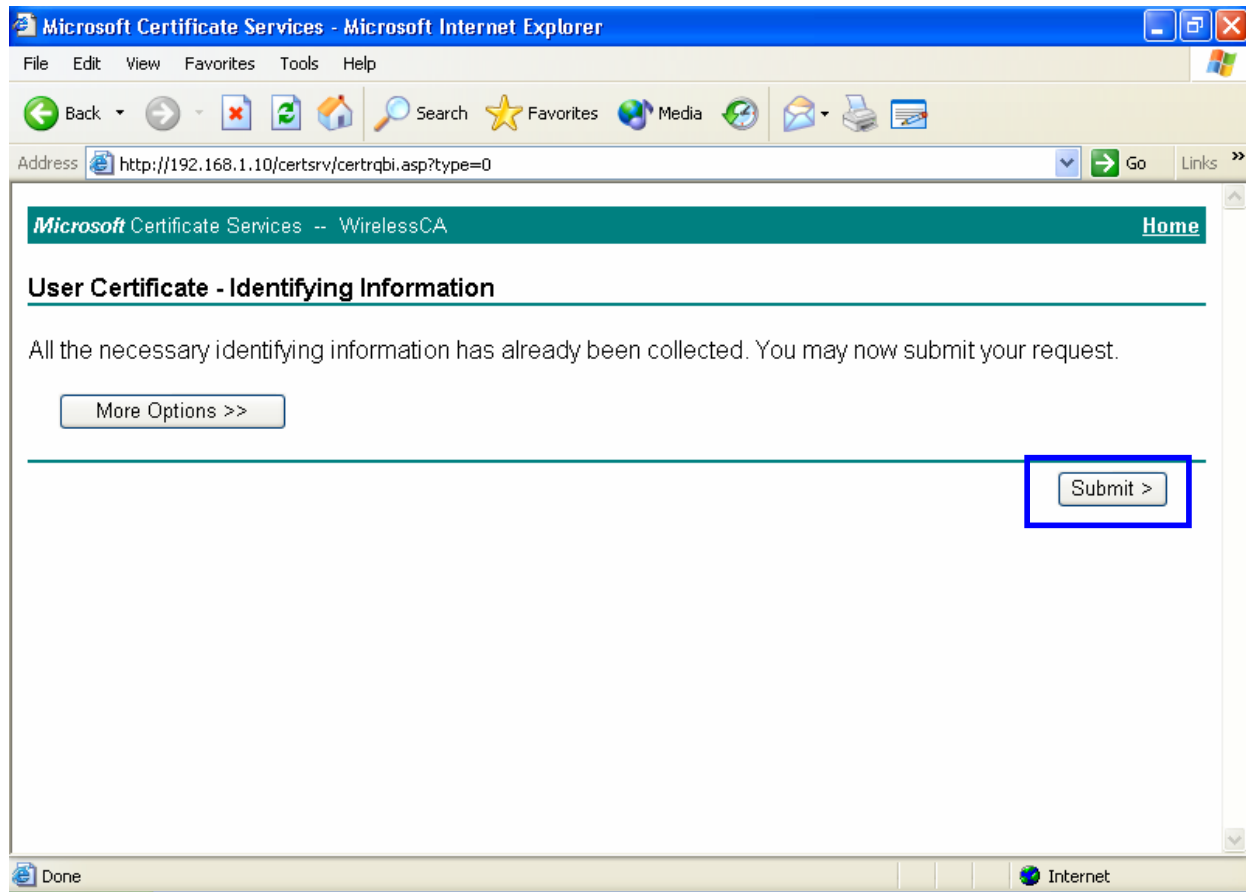 Microsoft Certificate Services - Microsoft Internet Explorer
File Edit View Favorites Tools Help
Back Search Favorites Media
Address http://192.168.1.10/certsrv/certrqbi.asp?type=0 Go Links »
Microsoft Certificate Services -- WirelessCA Home
User Certificate - Identifying Information
All the necessary identifying information has already been collected. You may now submit your request.
More Options >>
Submit >
Done Internet